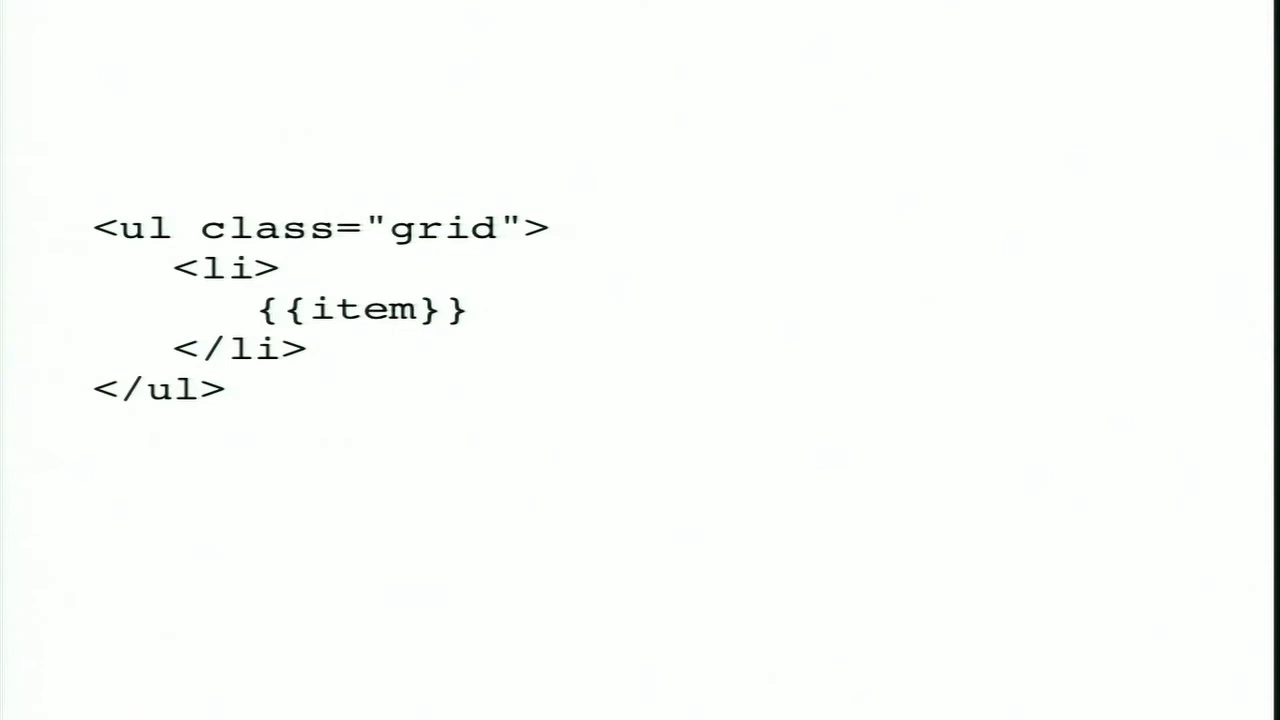 <ul class="grid">
<li>
{{item}}
</li>
</ul>